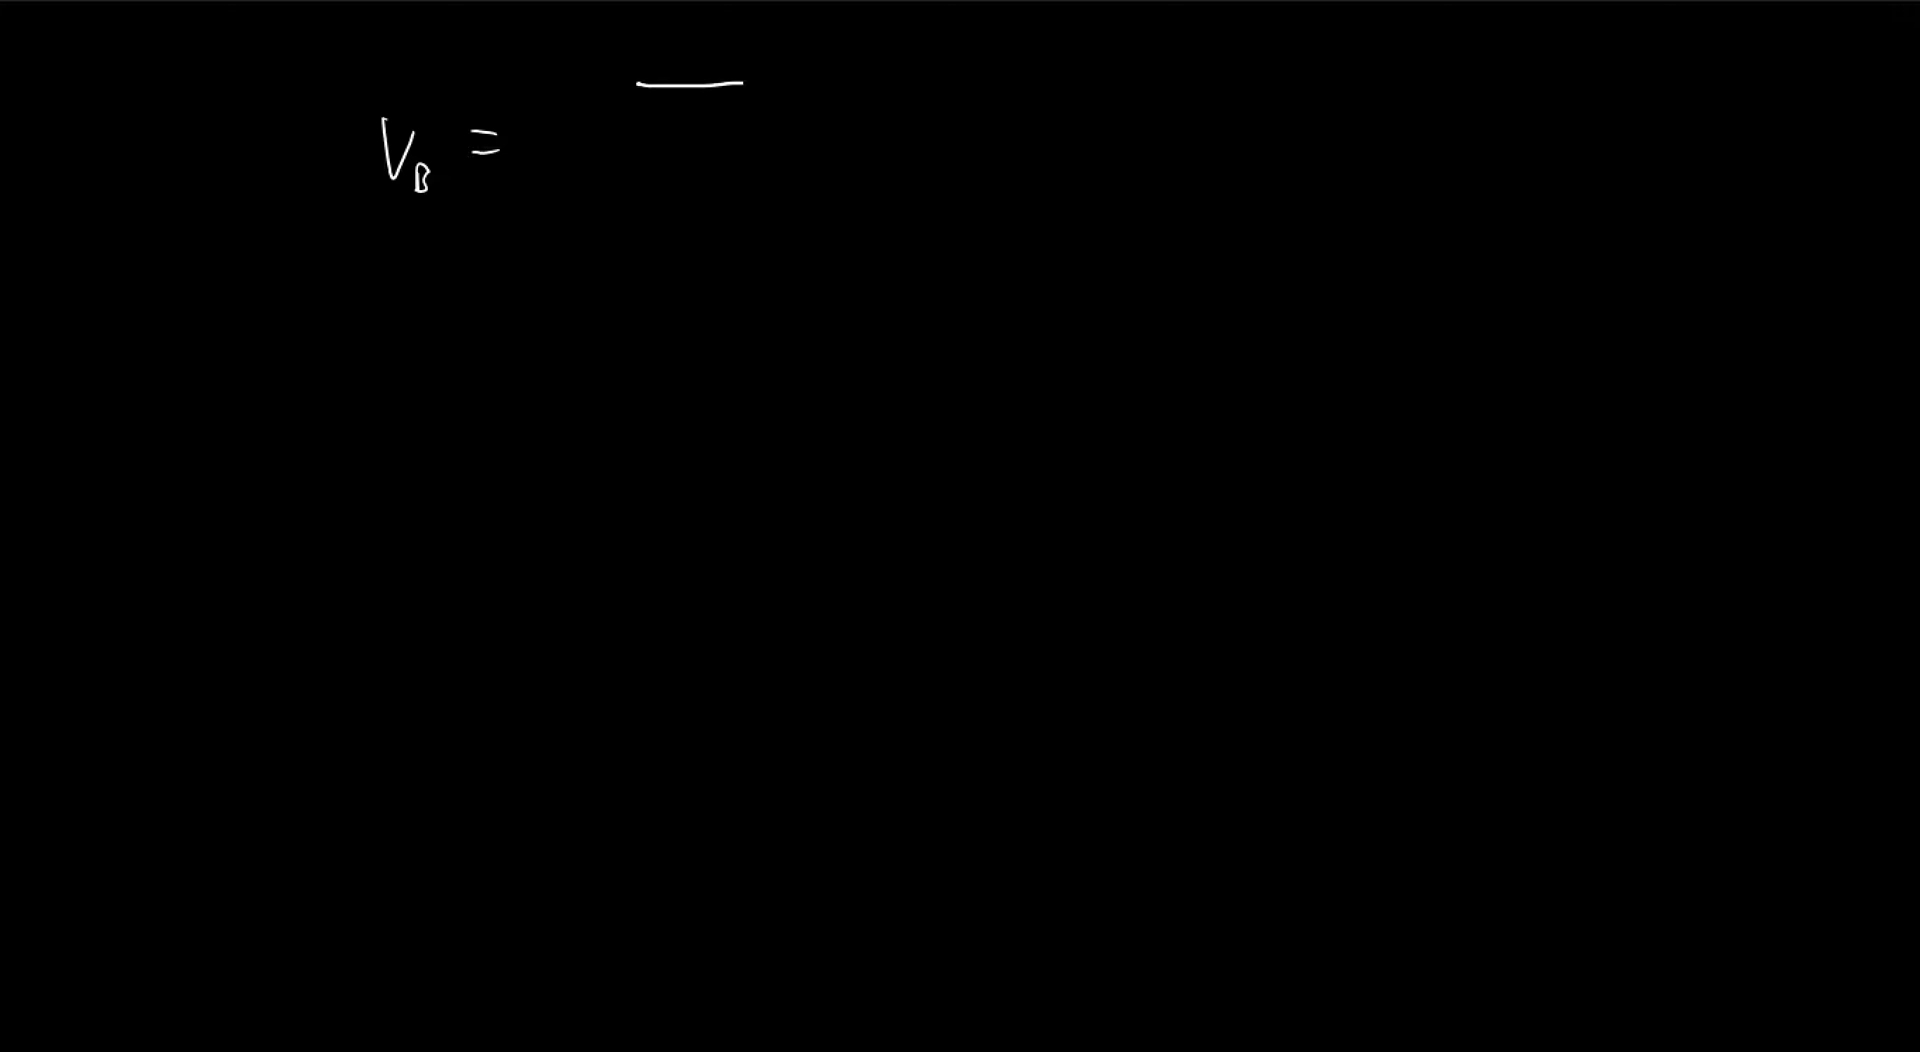 V_B =